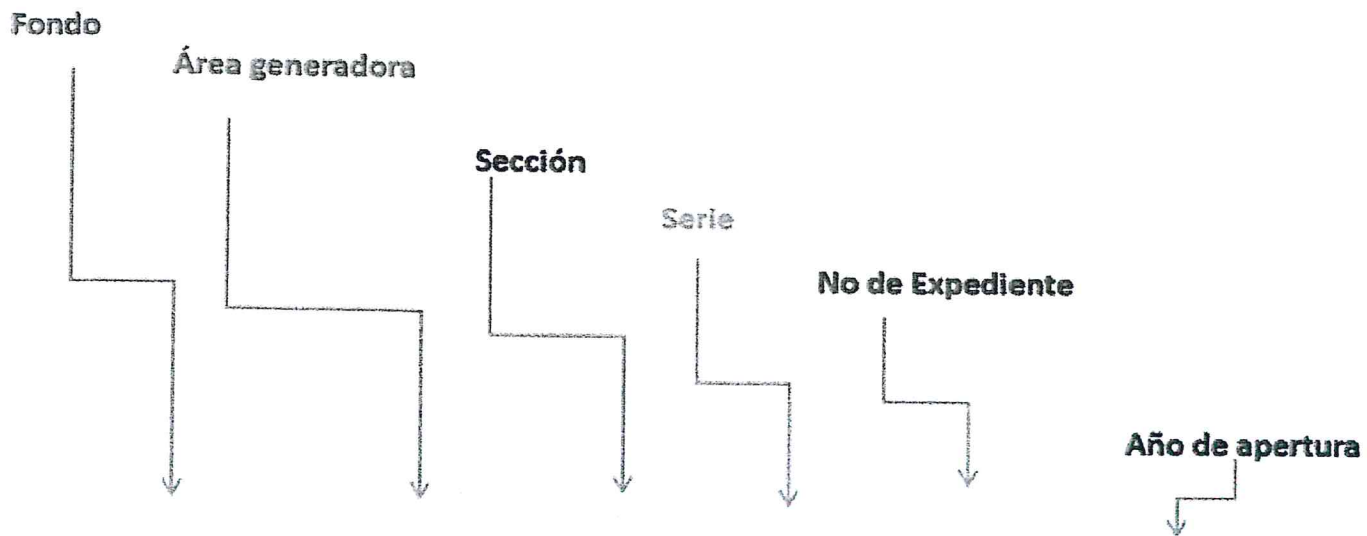 Fondo
Área generadora
Sección
Serie
No de Expediente
Año de apertura